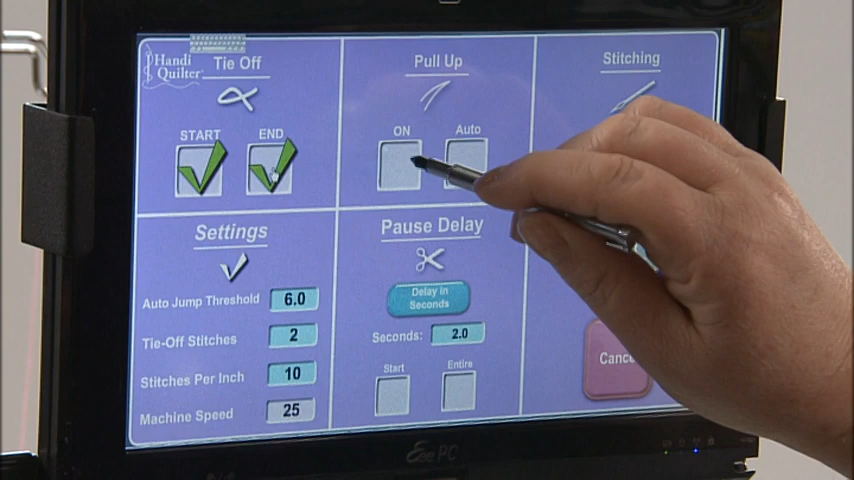 Handi
Quilter
Tie Off
START
END
Pull Up
ON
Auto
Stitching
Settings
Auto Jump Threshold 6.0
Tie-Off Stitches 2
Stitches Per Inch 10
Machine Speed 25
Pause Delay
Delay in
Seconds
Seconds: 2.0
Start
Entire
Eee PC